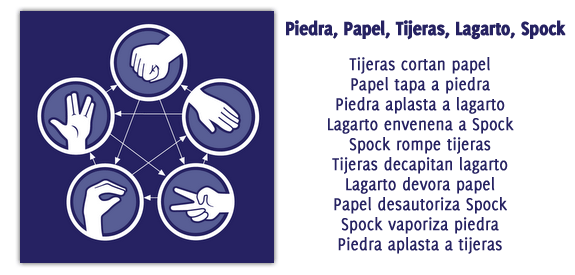 Piedra, Papel, Tijeras, Lagarto, Spock
Tijeras cortan papel
Papel tapa a piedra
Piedra aplasta a lagarto
Lagarto envenena a Spock
Spock rompe tijeras
Tijeras decapitan lagarto
Lagarto devora papel
Papel desautoriza Spock
Spock vaporiza piedra
Piedra aplasta a tijeras